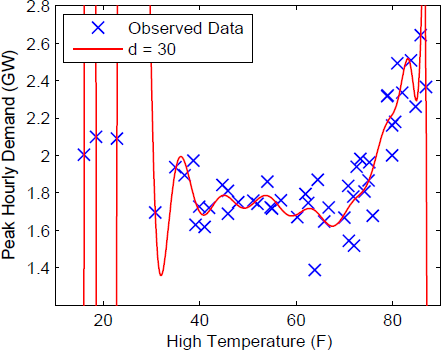 2.8
2.6
2.4
2.2
2
1.8
1.6
1.4
Peak Hourly Demand (GW)
Observed Data
d = 30
20 40 60 80
High Temperature (F)